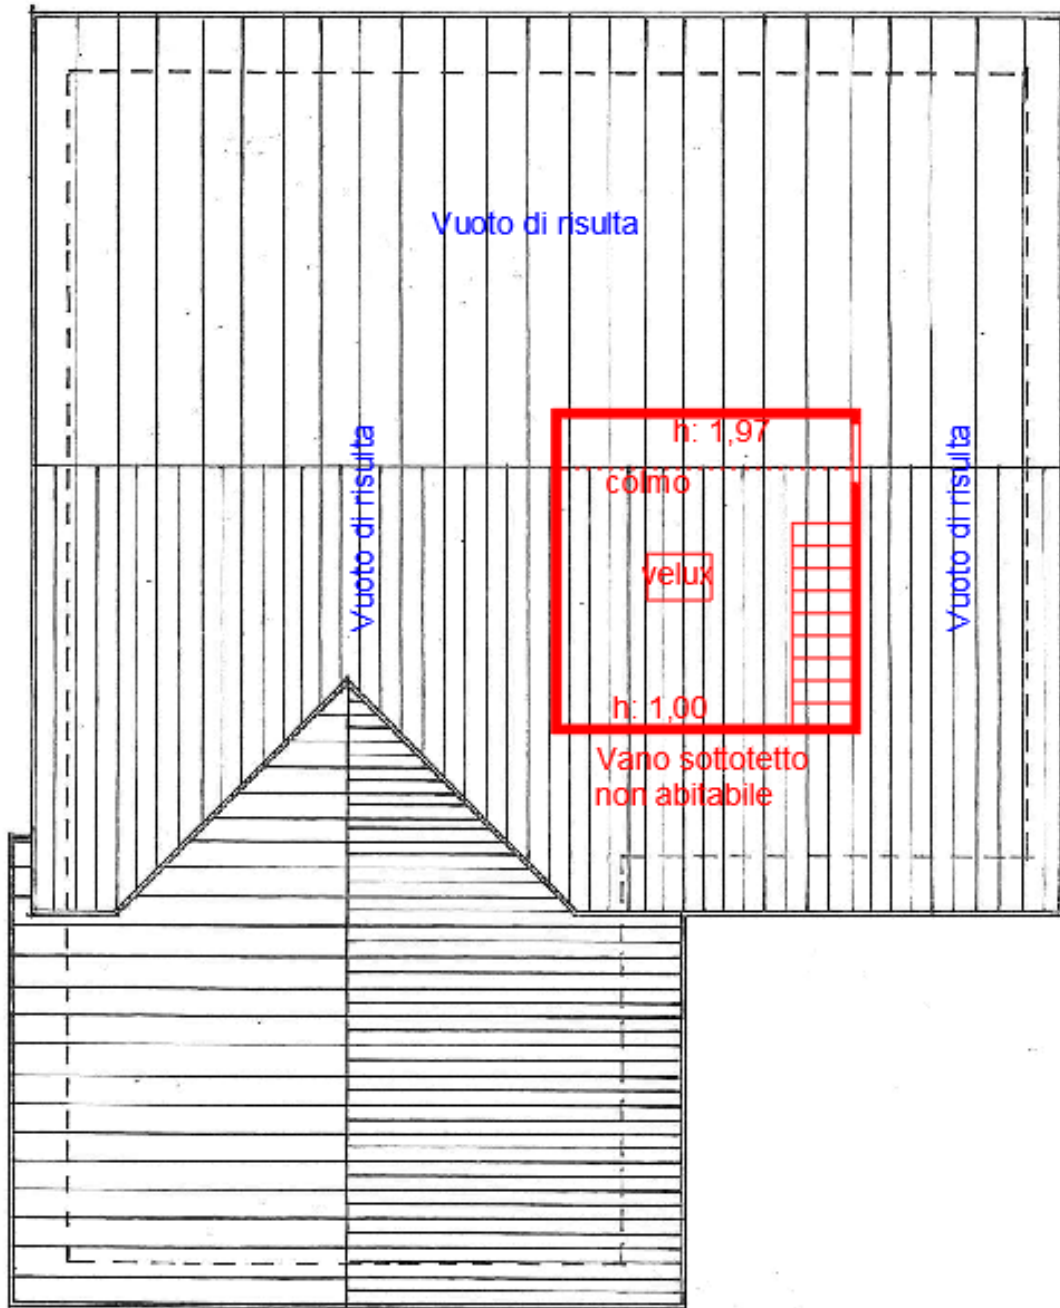 Vuoto di risulta
h: 1,97
colmo
Vuoto di risulta
velux
Vuoto di risulta
h: 1,00
Vano sottotetto
non abitabile